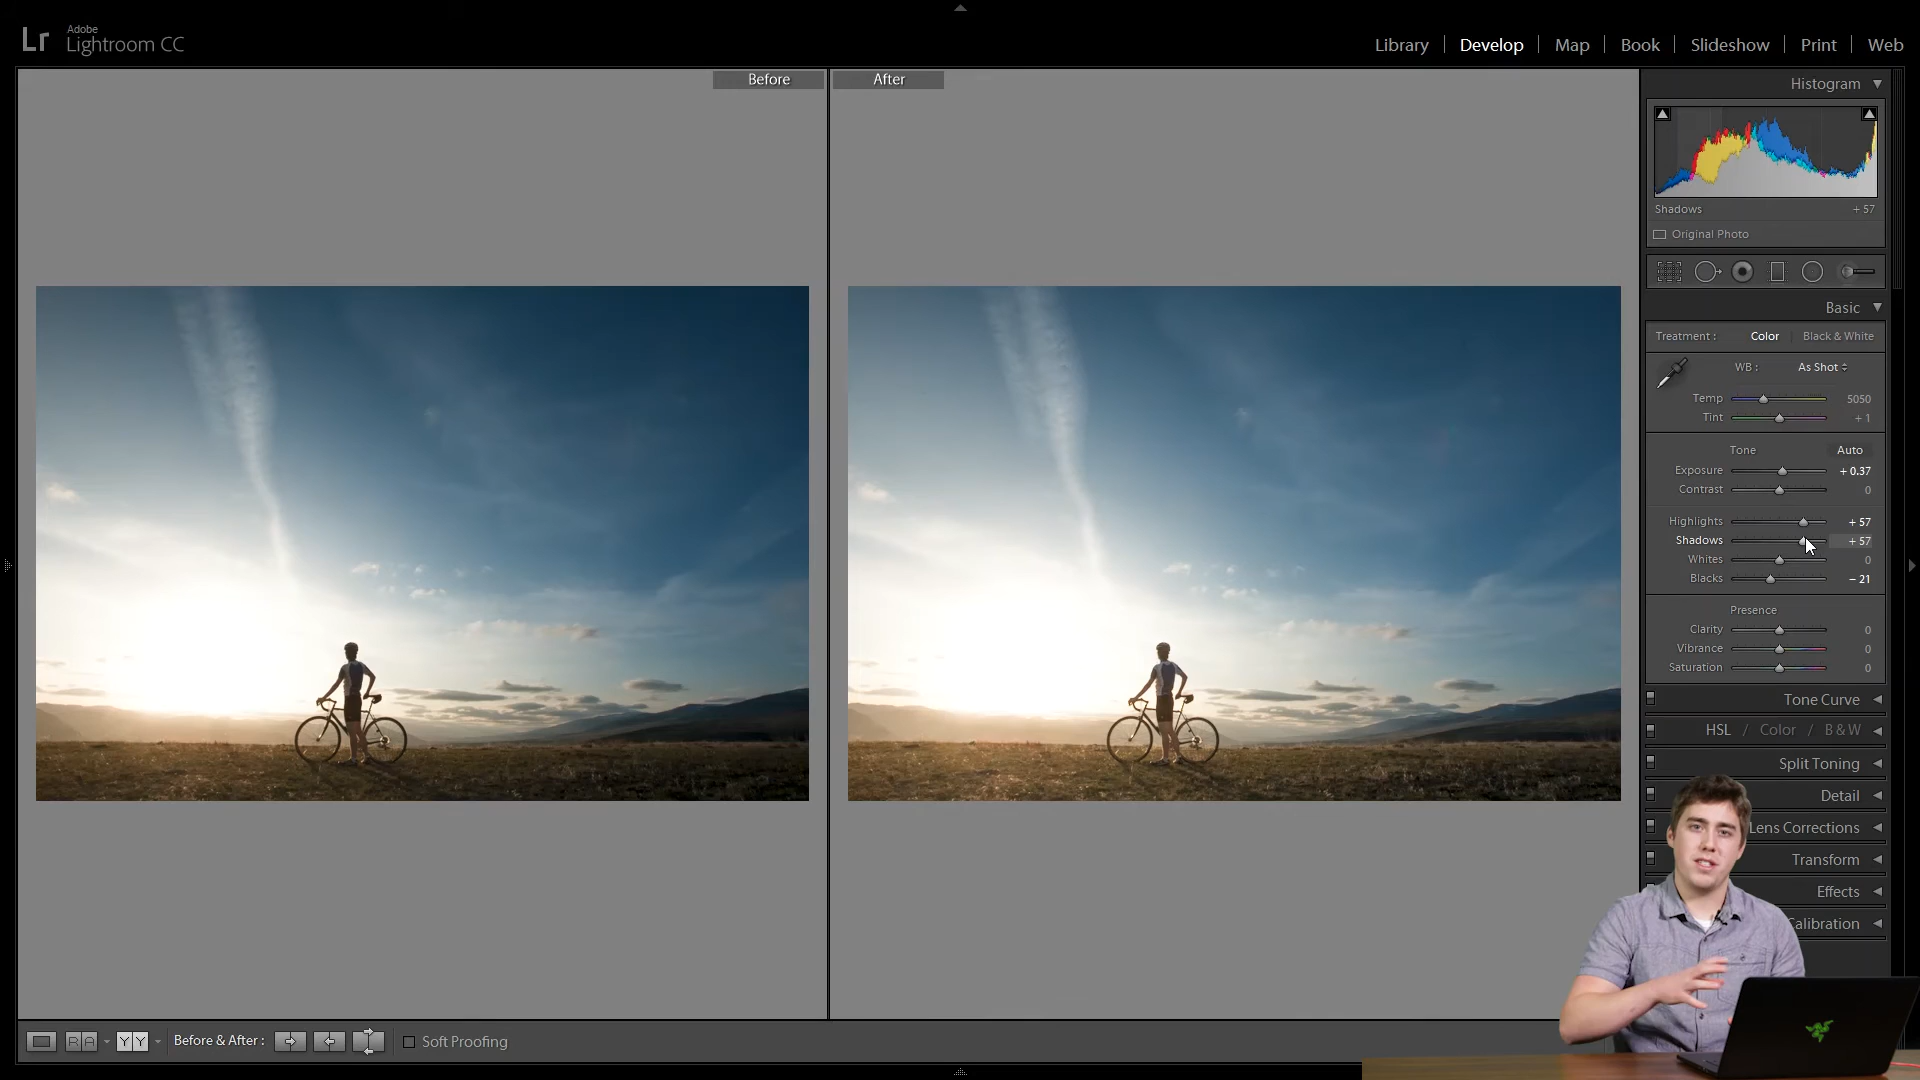 Lr
Adobe
Lightroom CC
Library | Develop | Map | Book | Slideshow | Print | Web
Before
After
Histogram
Shadows + 57
Original Photo
Basic
Treatment : Color Black & White
WB : As Shot
Temp 5050
Tint + 1
Tone Auto
Exposure + 0.37
Contrast 0
Highlights + 57
Shadows + 57
Whites 0
Blacks − 21
Presence
Clarity 0
Vibrance 0
Saturation 0
Tone Curve
HSL / Color / B & W
Split Toning
Detail
Lens Corrections
Transform
Effects
Calibration
R A
Y Y
Before & After :
Soft Proofing